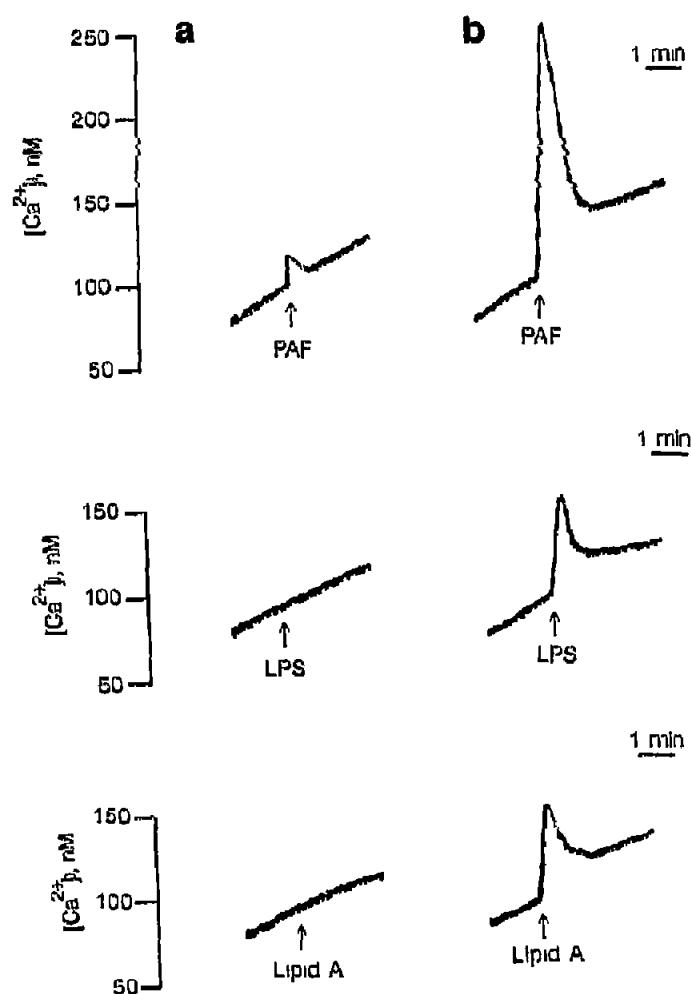 a
b
1 min
250
200
150
100
50
[Ca2+]i, nM
PAF
PAF
1 min
150
100
50
[Ca2+]i, nM
LPS
LPS
1 min
150
100
50
[Ca2+]i, nM
Lipid A
Lipid A